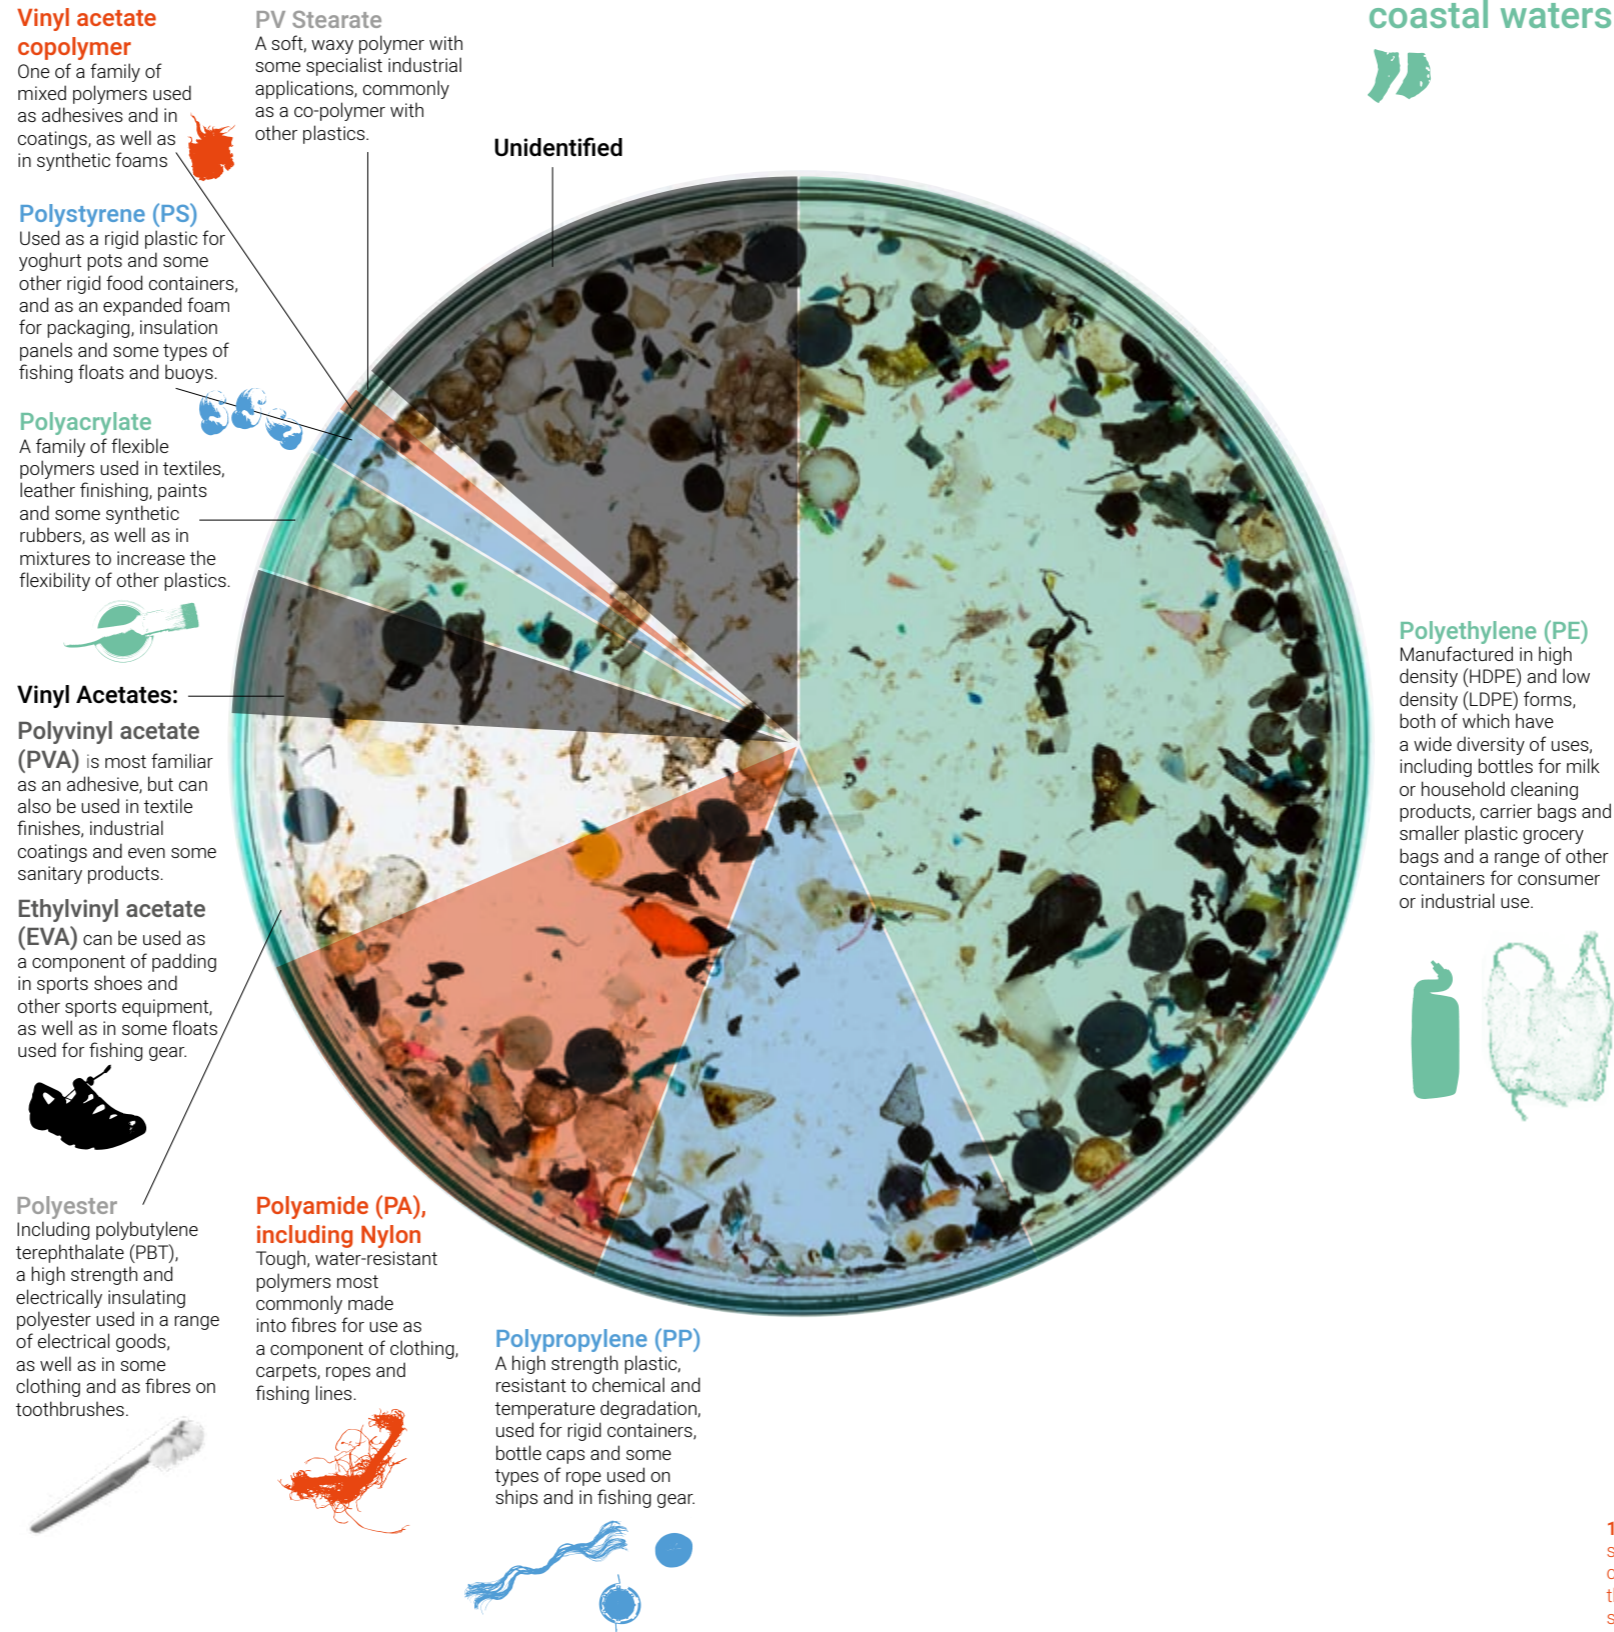 coastal waters
Vinyl acetate
copolymer
One of a family of
mixed polymers used
as adhesives and in
coatings, as well as
in synthetic foams
PV Stearate
A soft, waxy polymer with
some specialist industrial
applications, commonly
as a co-polymer with
other plastics.
Unidentified
Polystyrene (PS)
Used as a rigid plastic for
yoghurt pots and some
other rigid food containers,
and as an expanded foam
for packaging, insulation
panels and some types of
fishing floats and buoys.
Polyacrylate
A family of flexible
polymers used in textiles,
leather finishing, paints
and some synthetic
rubbers, as well as in
mixtures to increase the
flexibility of other plastics.
Vinyl Acetates:
Polyvinyl acetate
(PVA) is most familiar
as an adhesive, but can
also be used in textile
finishes, industrial
coatings and even some
sanitary products.
Ethylvinyl acetate
(EVA) can be used as
a component of padding
in sports shoes and
other sports equipment,
as well as in some floats
used for fishing gear.
Polyester
Including polybutylene
terephthalate (PBT),
a high strength and
electrically insulating
polyester used in a range
of electrical goods,
as well as in some
clothing and as fibres on
toothbrushes.
Polyamide (PA),
including Nylon
Tough, water-resistant
polymers most
commonly made
into fibres for use as
a component of clothing,
carpets, ropes and
fishing lines.
Polypropylene (PP)
A high strength plastic,
resistant to chemical and
temperature degradation,
used for rigid containers,
bottle caps and some
types of rope used on
ships and in fishing gear.
Polyethylene (PE)
Manufactured in high
density (HDPE) and low
density (LDPE) forms,
both of which have
a wide diversity of uses,
including bottles for milk
or household cleaning
products, carrier bags and
smaller plastic grocery
bags and a range of other
containers for consumer
or industrial use.